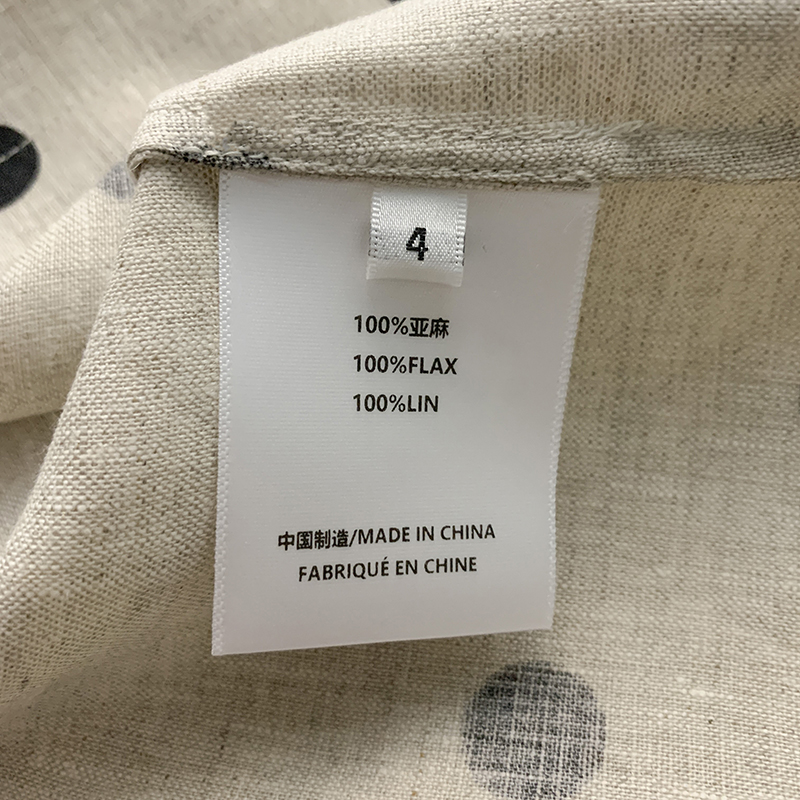 4
100%亚麻
100%FLAX
100%LIN
中国制造/MADE IN CHINA
FABRIQUÉ EN CHINE